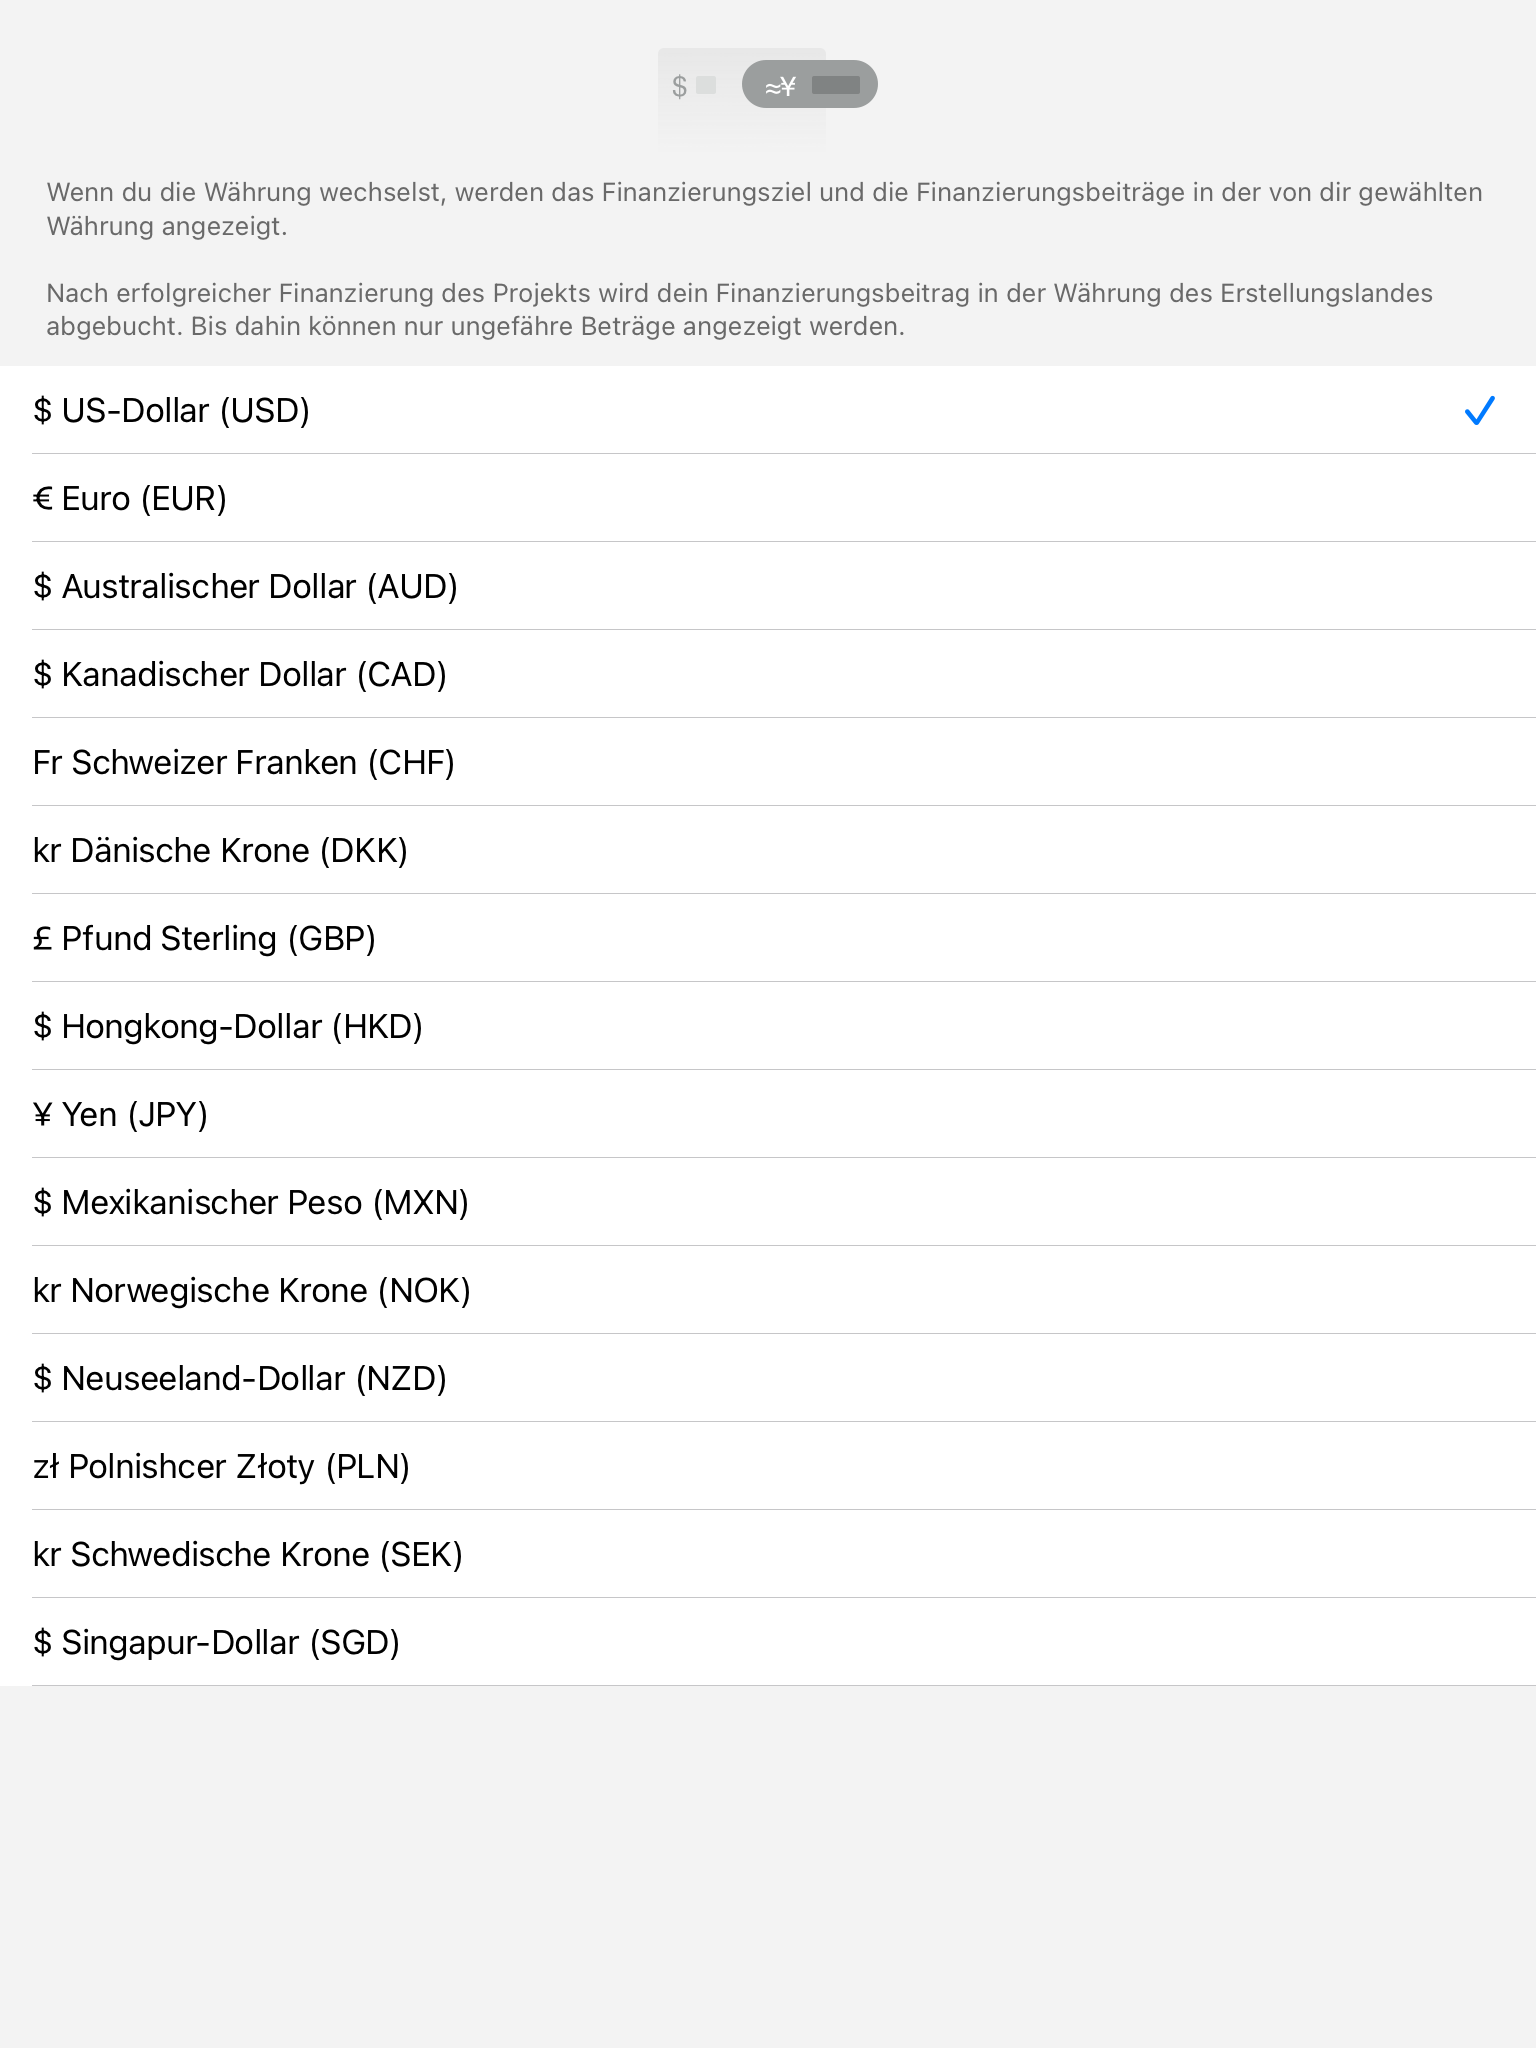 $ ≈¥
Wenn du die Währung wechselst, werden das Finanzierungsziel und die Finanzierungsbeiträge in der von dir gewählten
Währung angezeigt.
Nach erfolgreicher Finanzierung des Projekts wird dein Finanzierungsbeitrag in der Währung des Erstellungslandes
abgebucht. Bis dahin können nur ungefähre Beträge angezeigt werden.
$ US-Dollar (USD)
€ Euro (EUR)
$ Australischer Dollar (AUD)
$ Kanadischer Dollar (CAD)
Fr Schweizer Franken (CHF)
kr Dänische Krone (DKK)
£ Pfund Sterling (GBP)
$ Hongkong-Dollar (HKD)
¥ Yen (JPY)
$ Mexikanischer Peso (MXN)
kr Norwegische Krone (NOK)
$ Neuseeland-Dollar (NZD)
zł Polnishcer Złoty (PLN)
kr Schwedische Krone (SEK)
$ Singapur-Dollar (SGD)